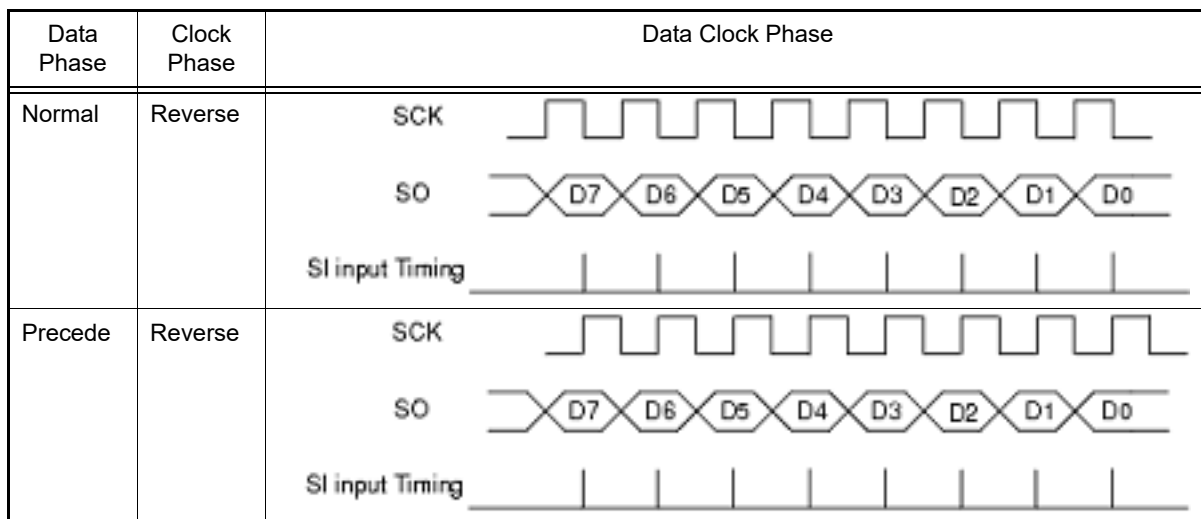 Data Phase Clock Phase Data Clock Phase
Normal Reverse SCK
SO D7 D6 D5 D4 D3 D2 D1 D0
SI input Timing
Precede Reverse SCK
SO D7 D6 D5 D4 D3 D2 D1 D0
SI input Timing